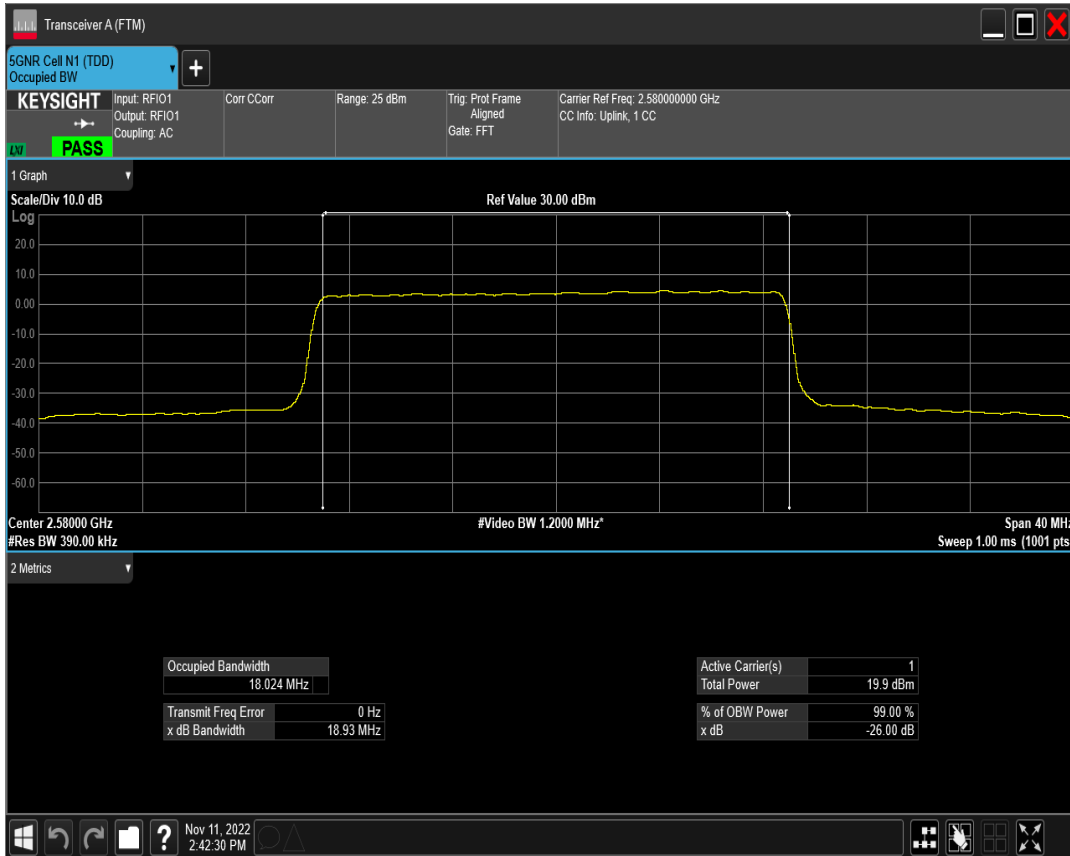 Transceiver A (FTM)
5GNR Cell N1 (TDD)
Occupied BW
+
KEYSIGHT
LXI
PASS
Input: RFIO1
Output: RFIO1
Coupling: AC
Corr CCorr
Range: 25 dBm
Trig: Prot Frame
Aligned
Gate: FFT
Carrier Ref Freq: 2.580000000 GHz
CC Info: Uplink, 1 CC
1 Graph
Scale/Div 10.0 dB
Ref Value 30.00 dBm
Log
20.0
10.0
0.00
-10.0
-20.0
-30.0
-40.0
-50.0
-60.0
Center 2.58000 GHz
#Video BW 1.2000 MHz*
Span 40 MHz
#Res BW 390.00 kHz
Sweep 1.00 ms (1001 pts
2 Metrics
Occupied Bandwidth
18.024 MHz
Transmit Freq Error 0 Hz
x dB Bandwidth 18.93 MHz
Active Carrier(s) 1
Total Power 19.9 dBm
% of OBW Power 99.00 %
x dB -26.00 dB
?
Nov 11, 2022
2:42:30 PM